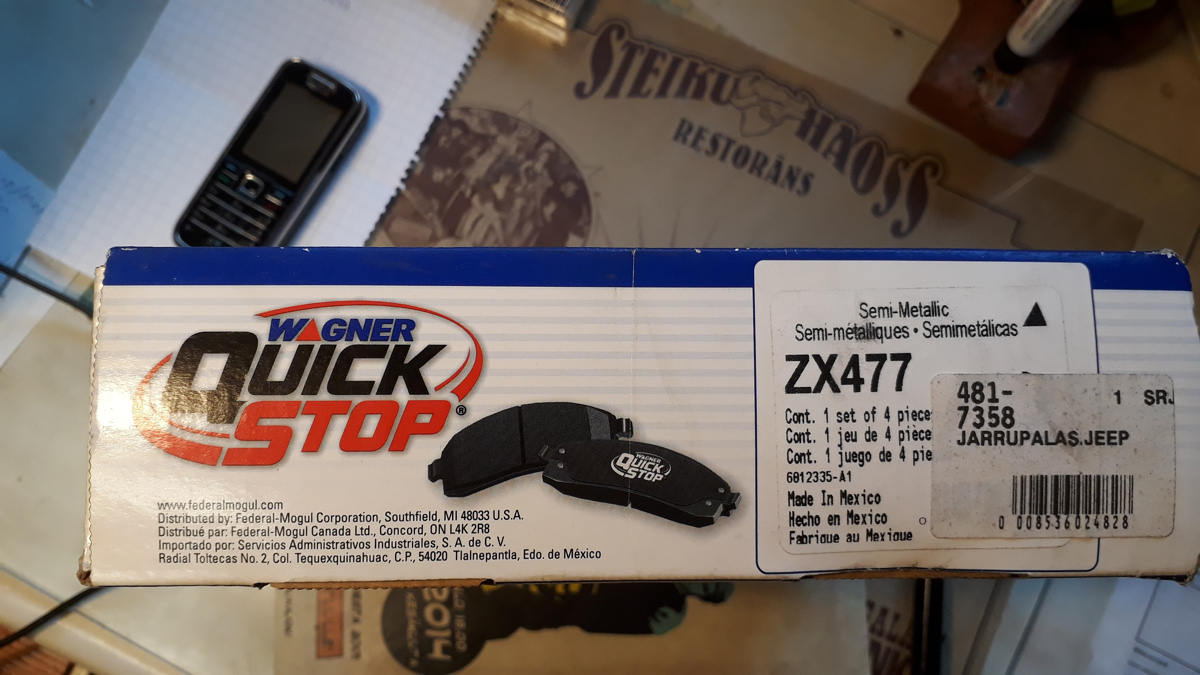 STEIKU HAOSS
RESTORĀNS
WAGNER
QUICK
STOP®
WAGNER
QUICK
STOP
www.federalmogul.com
Distributed by: Federal-Mogul Corporation, Southfield, MI 48033 U.S.A.
Distribué par: Federal-Mogul Canada Ltd., Concord, ON L4K 2R8
Importado por: Servicios Administrativos Industriales, S.A. de C.V.
Radial Toltecas No. 2, Col. Tequexquinahuac, C.P., 54020 Tlalnepantla, Edo. de México
Semi-Metallic
Semi-métalliques • Semimetálicas
ZX477
Cont. 1 set of 4 piece
Cont. 1 jeu de 4 pièce
Cont. 1 juego de 4 pie
6812335-A1
Made In Mexico
Hecho en Mexico
Fabrique au Mexique
481-
7358
1 SRJ
JARRUPALAS.JEEP
0 008536024828